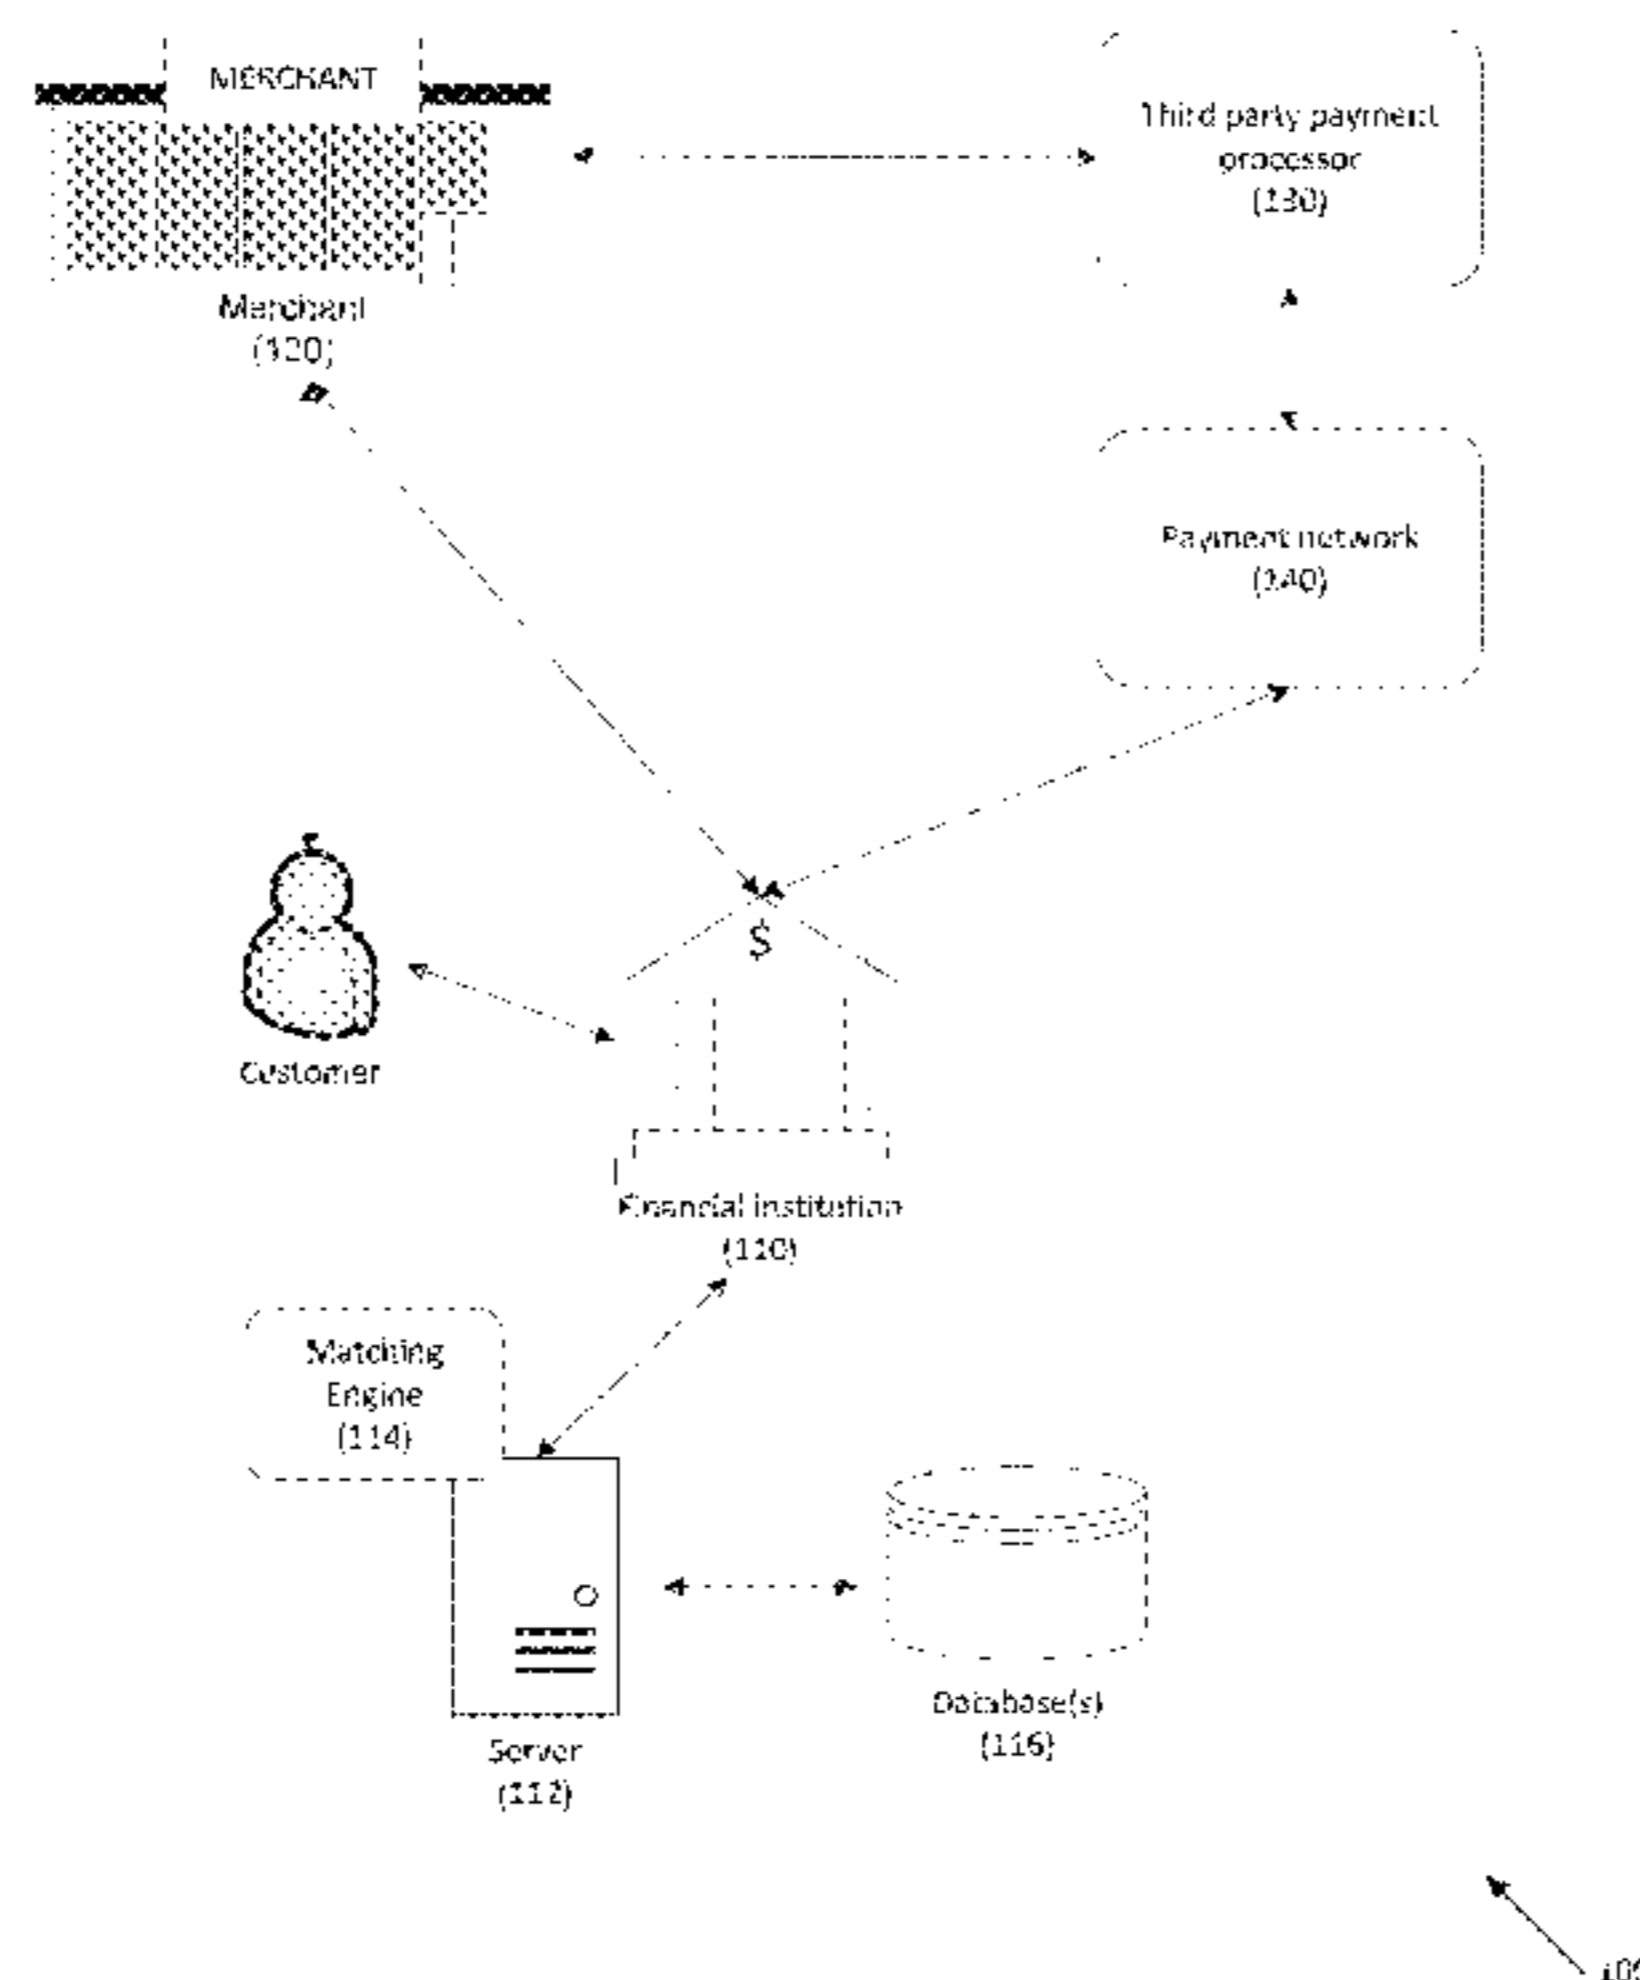 MERCHANT
Third party payment
processor
(130)
Merchant
(120)
Payment network
(140)
$
Customer
Financial institution
(110)
Matching
Engine
(114)
Database(s)
(116)
Server
(112)